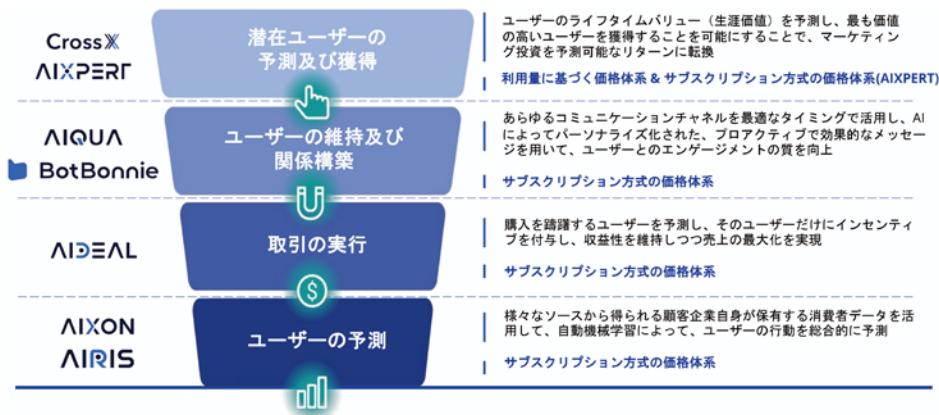 CrossX
AIXPERT
潜在ユーザーの
予測及び獲得
ユーザーのライフタイムバリュー（生涯価値）を予測し、最も価値
の高いユーザーを獲得することを可能にすることで、マーケティ
ング投資を予測可能なリターンに転換
利用量に基づく価格体系 & サブスクリプション方式の価格体系(AIXPERT)
AIQUA
BotBonnie
ユーザーの維持及び
関係構築
あらゆるコミュニケーションチャネルを最適なタイミングで活用し、AI
によってパーソナライズ化された、プロアクティブで効果的なメッセー
ジを用いて、ユーザーとのエンゲージメントの質を向上
サブスクリプション方式の価格体系
AIDEAL
取引の実行
購入を躊躇するユーザーを予測し、そのユーザーだけにインセンティ
ブを付与し、収益性を維持しつつ売上の最大化を実現
サブスクリプション方式の価格体系
$
AIXON
AIRIS
ユーザーの予測
様々なソースから得られる顧客企業自身が保有する消費者データを活
用して、自動機械学習によって、ユーザーの行動を総合的に予測
サブスクリプション方式の価格体系